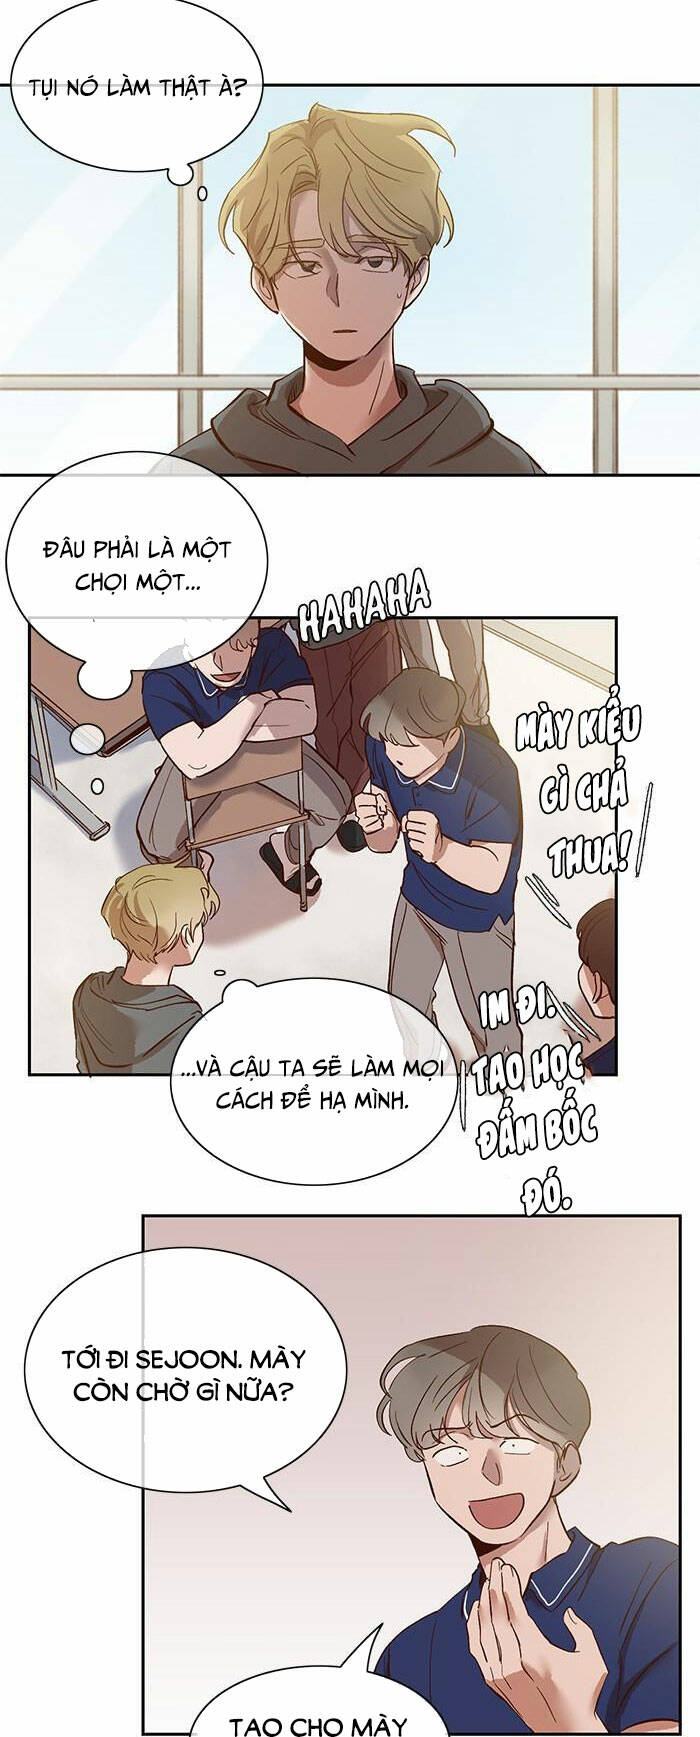 TỤI NÓ LÀM THẬT À?
ĐÂU PHẢI LÀ MỘT
CHỌI MỘT...
HAHAHA
MÀY KIỂU
GÌ CHẢ
THUA!
IM ĐI.
TAO HỌC
ĐẤM BỐC
ĐÓ.
...VÀ CẬU TA SẼ LÀM MỌI
CÁCH ĐỂ HẠ MÌNH.
TỚI ĐI SEJOON. MÀY
CÒN CHỜ GÌ NỮA?
TAO CHO MÀY